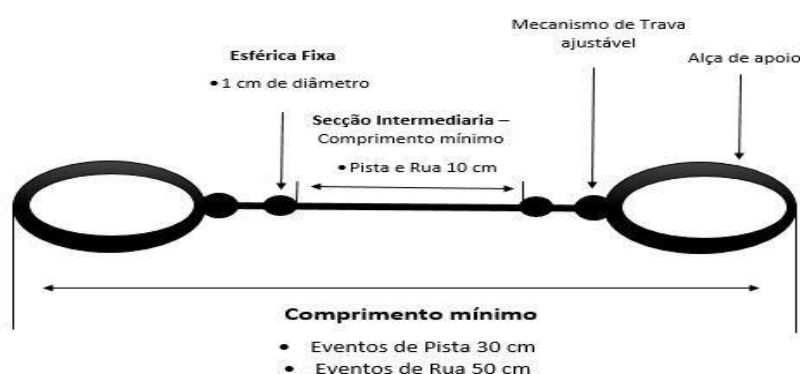 Mecanismo de Trava
ajustável
Esférica Fixa
Alça de apoio
•1 cm de diâmetro
Secção Intermediaria –
Comprimento mínimo
•Pista e Rua 10 cm
Comprimento mínimo
• Eventos de Pista 30 cm
• Eventos de Rua 50 cm